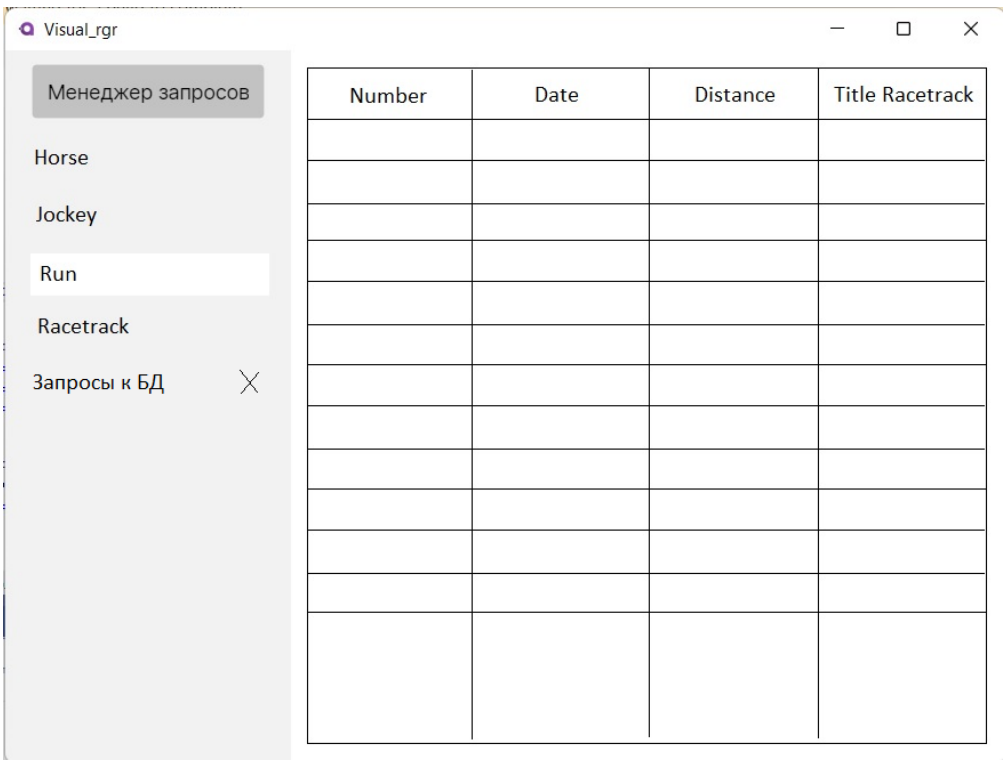 Visual_rgr
Менеджер запросов
Horse
Jockey
Run
Racetrack
Запросы к БД
Number Date Distance Title Racetrack